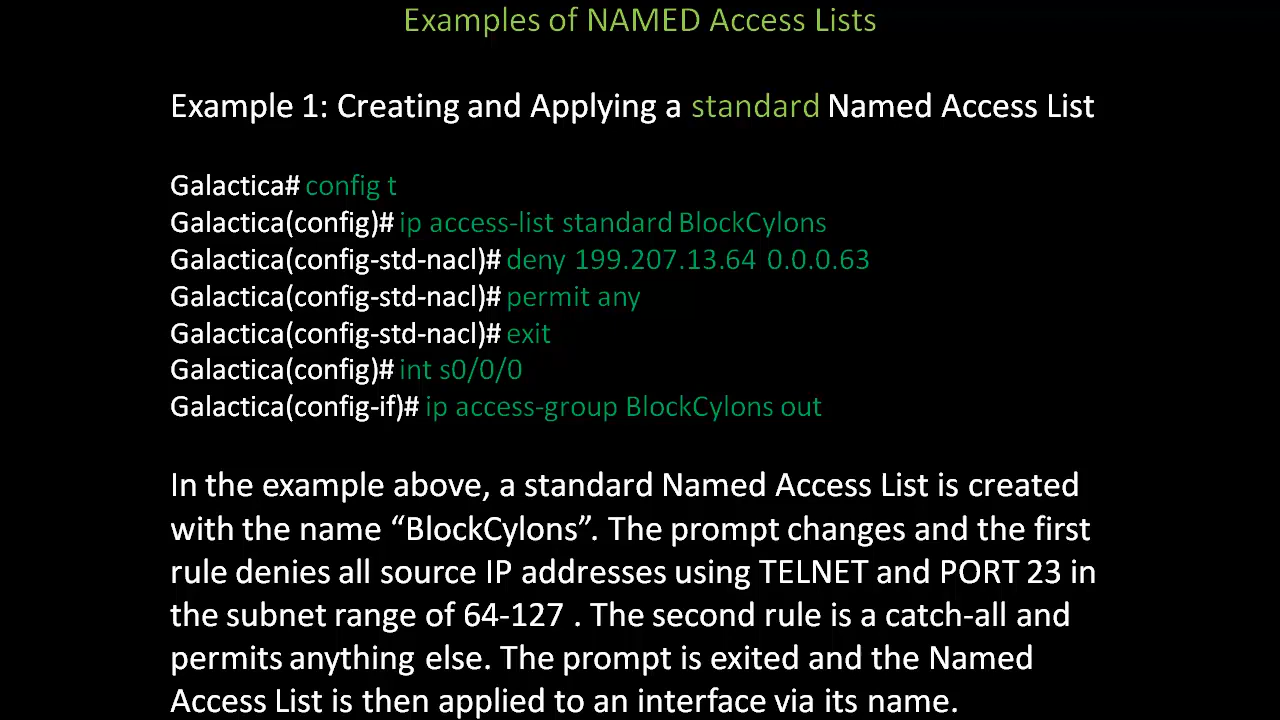 Examples of NAMED Access Lists
Example 1: Creating and Applying a standard Named Access List
Galactica# config t
Galactica(config)# ip access-list standard BlockCylons
Galactica(config-std-nacl)# deny 199.207.13.64 0.0.0.63
Galactica(config-std-nacl)# permit any
Galactica(config-std-nacl)# exit
Galactica(config)# int s0/0/0
Galactica(config-if)# ip access-group BlockCylons out
In the example above, a standard Named Access List is created
with the name “BlockCylons”. The prompt changes and the first
rule denies all source IP addresses using TELNET and PORT 23 in
the subnet range of 64-127 . The second rule is a catch-all and
permits anything else. The prompt is exited and the Named
Access List is then applied to an interface via its name.